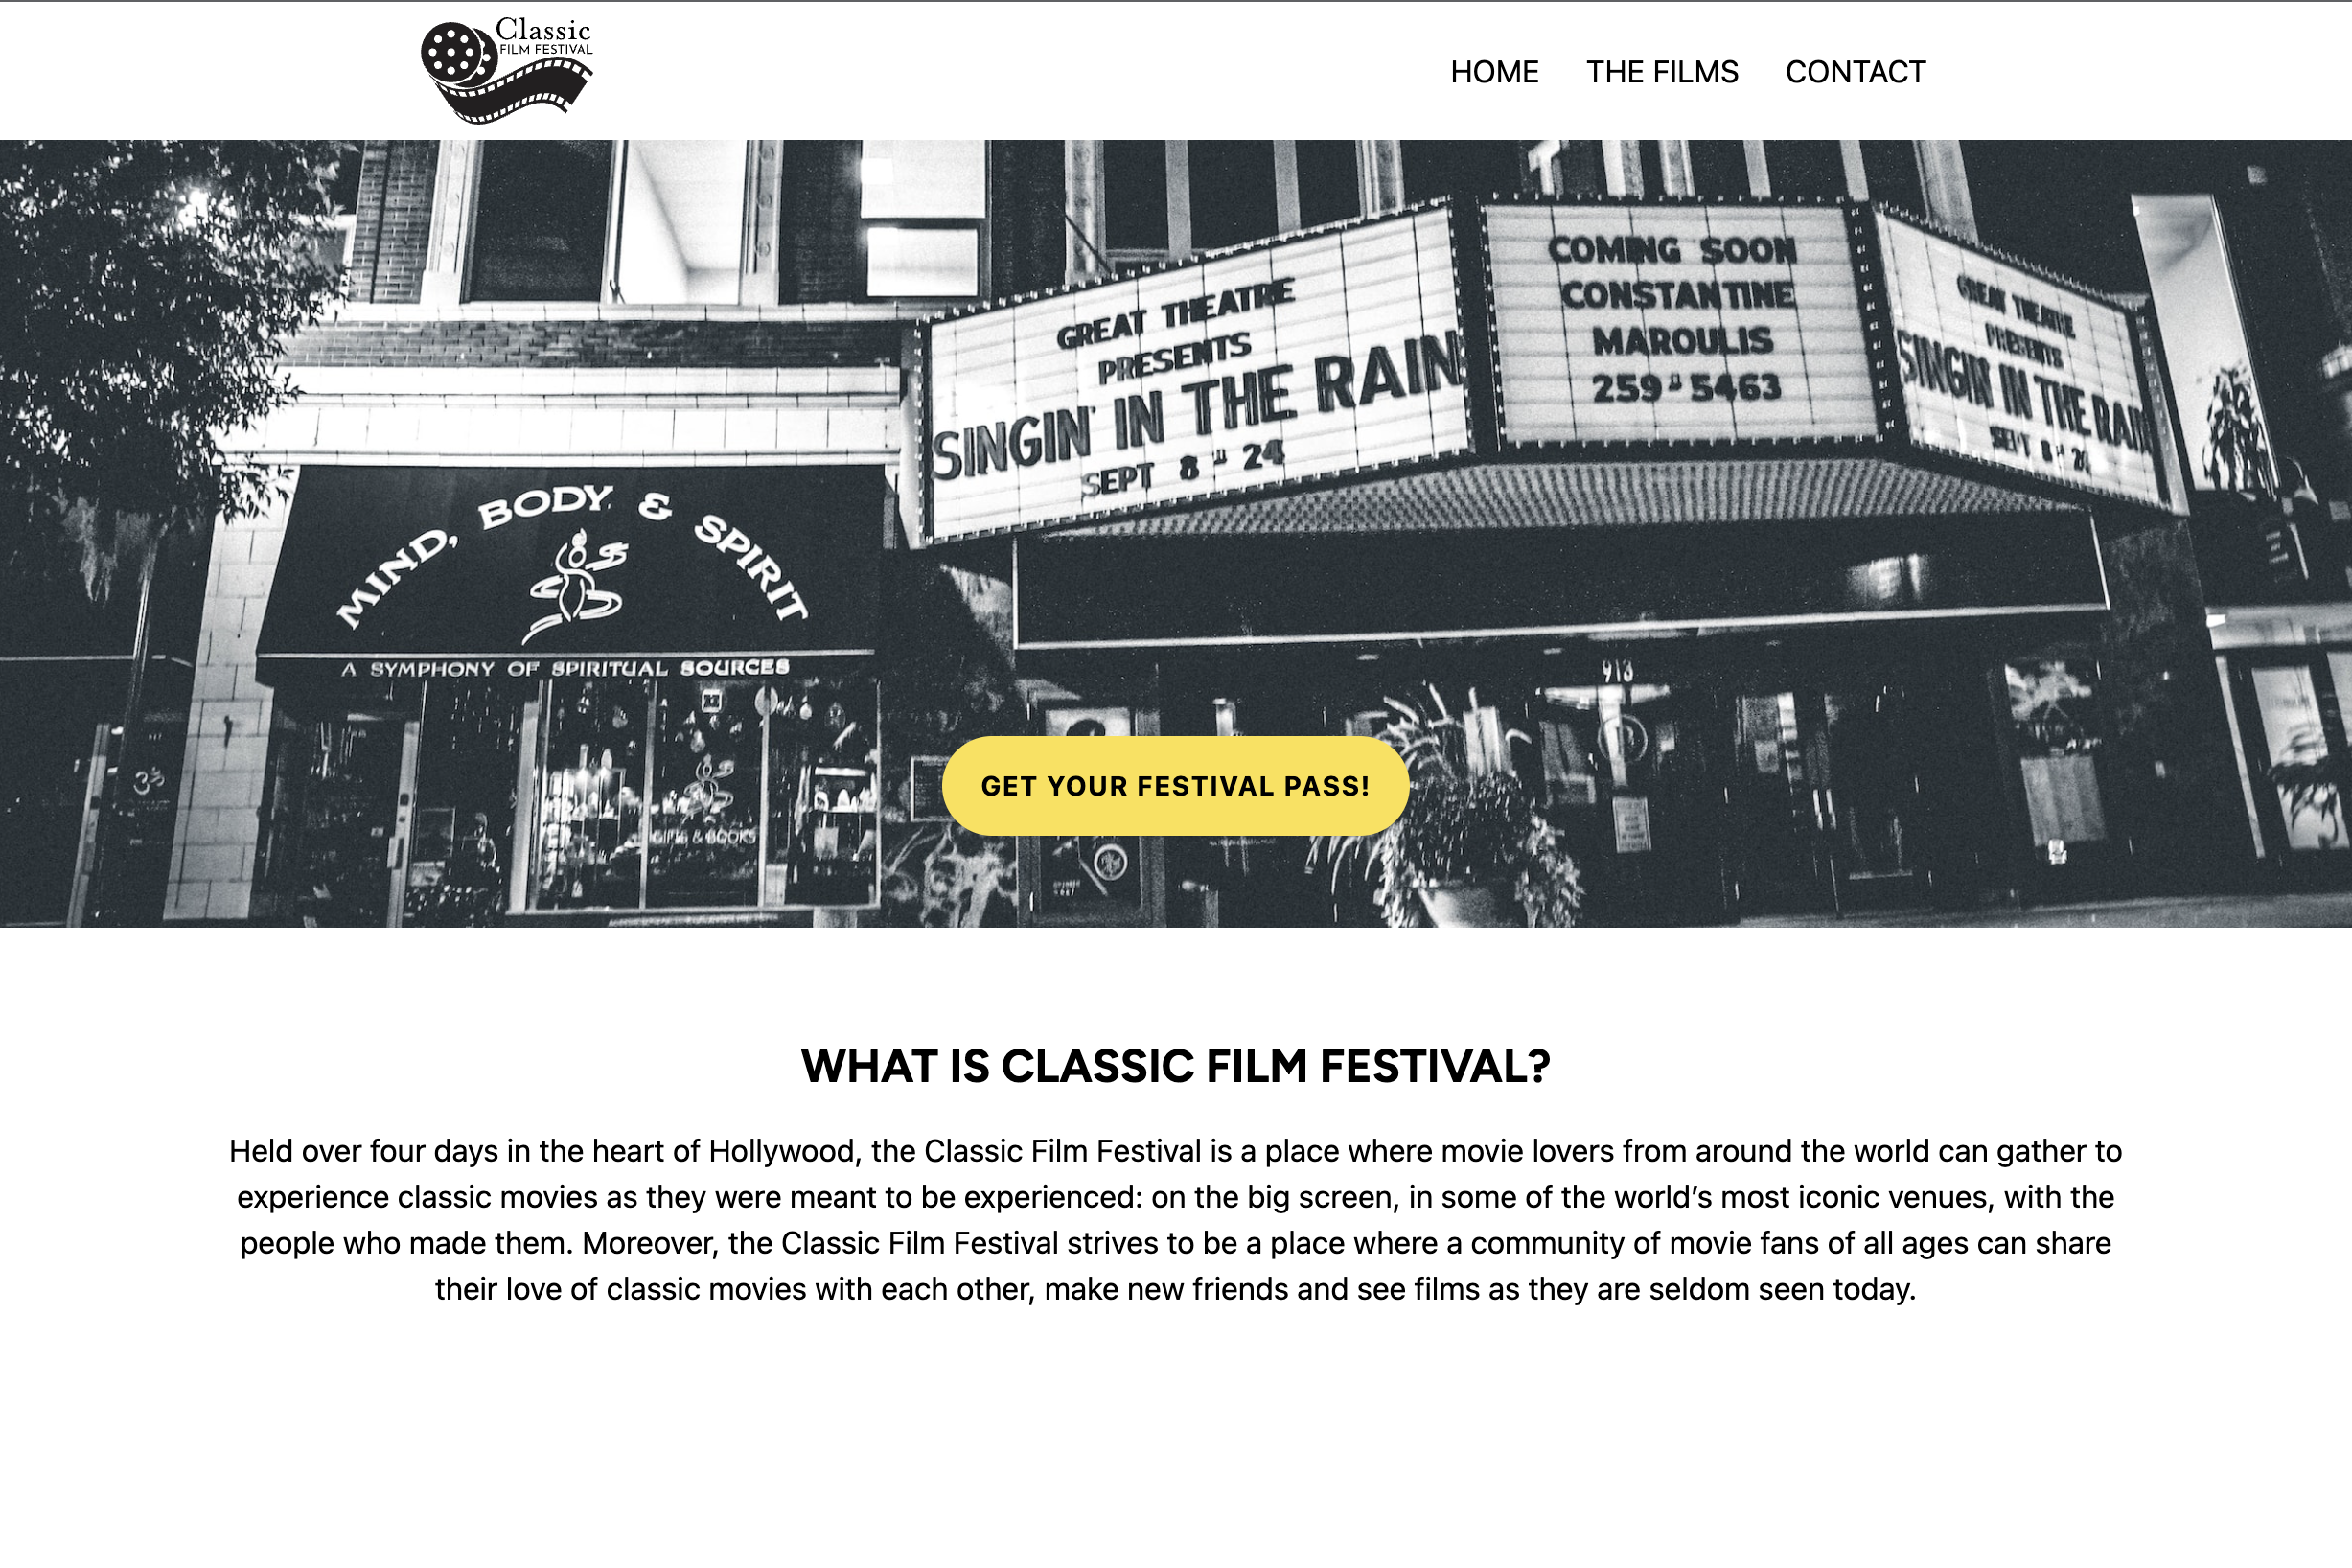 Classic
FILM FESTIVAL
HOME THE FILMS CONTACT
GREAT THEATRE
PRESENTS
SINGIN' IN THE RAIN
SEPT 8 - 24
COMING SOON
CONSTANTINE
MAROULIS
259-5463
GREAT THEATRE
PRESENTS
SINGIN IN THE RAIN
SEPT 8
MIND, BODY & SPIRIT
A SYMPHONY OF SPIRITUAL SOURCES
913
GIFTS & BOOKS
ॐ
GET YOUR FESTIVAL PASS!
WHAT IS CLASSIC FILM FESTIVAL?
Held over four days in the heart of Hollywood, the Classic Film Festival is a place where movie lovers from around the world can gather to
experience classic movies as they were meant to be experienced: on the big screen, in some of the world’s most iconic venues, with the
people who made them. Moreover, the Classic Film Festival strives to be a place where a community of movie fans of all ages can share
their love of classic movies with each other, make new friends and see films as they are seldom seen today.